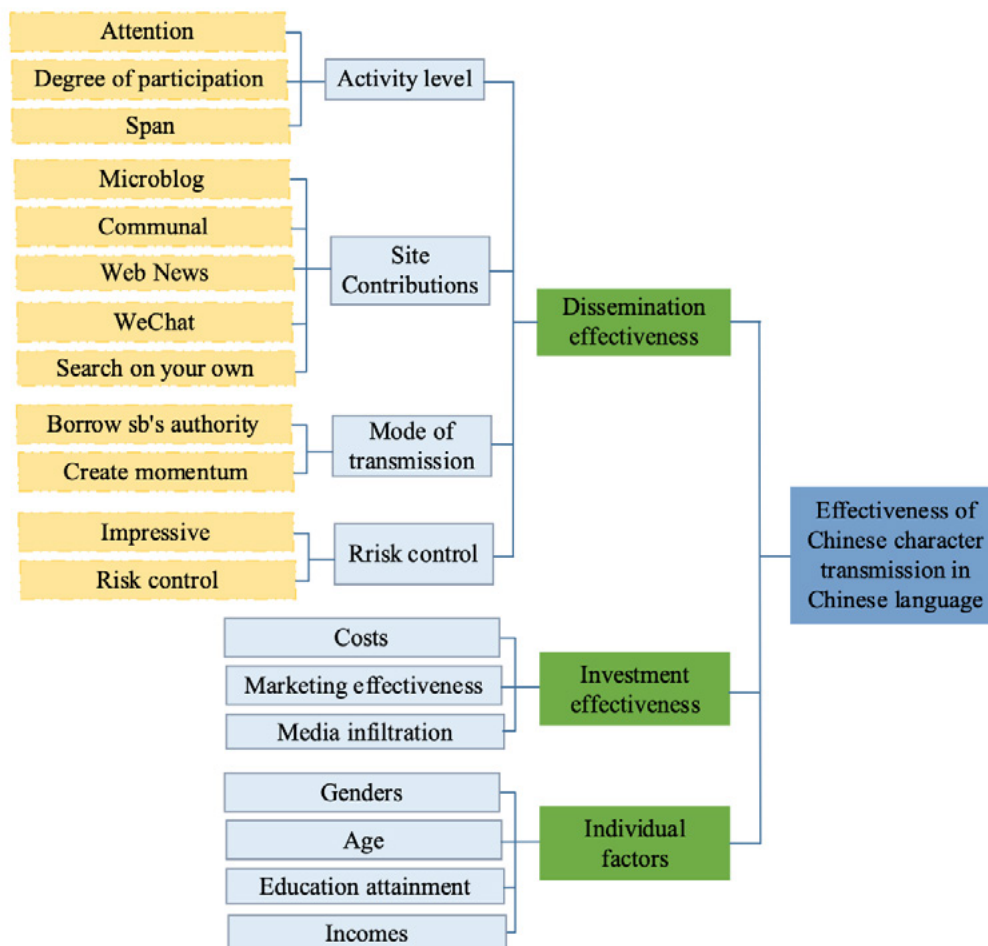 Attention
Degree of participation
Span
Activity level
Microblog
Communal
Web News
WeChat
Search on your own
Site
Contributions
Borrow sb's authority
Create momentum
Mode of
transmission
Impressive
Risk control
Rrisk control
Dissemination
effectiveness
Costs
Marketing effectiveness
Media infiltration
Investment
effectiveness
Genders
Age
Education attainment
Incomes
Individual
factors
Effectiveness of
Chinese character
transmission in
Chinese language